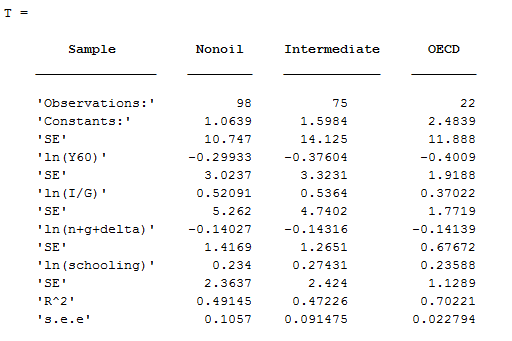 T =
Sample Nonoil Intermediate OECD
'Observations:' 98 75 22
'Constants:' 1.0639 1.5984 2.4839
'SE' 10.747 14.125 11.888
'ln(Y60)' -0.29933 -0.37604 -0.4009
'SE' 3.0237 3.3231 1.9188
'ln(I/G)' 0.52091 0.5364 0.37022
'SE' 5.262 4.7402 1.7719
'ln(n+g+delta)' -0.14027 -0.14316 -0.14139
'SE' 1.4169 1.2651 0.67672
'ln(schooling)' 0.234 0.27431 0.23588
'SE' 2.3637 2.424 1.1289
'R^2' 0.49145 0.47226 0.70221
's.e.e' 0.1057 0.091475 0.022794